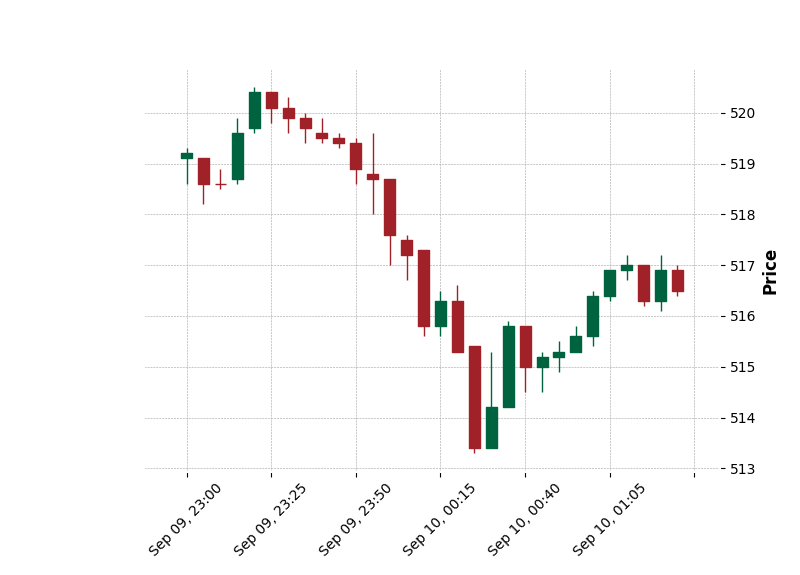 520
519
518
517
516
515
514
513
Price
Sep 09, 23:00
Sep 09, 23:25
Sep 09, 23:50
Sep 10, 00:15
Sep 10, 00:40
Sep 10, 01:05